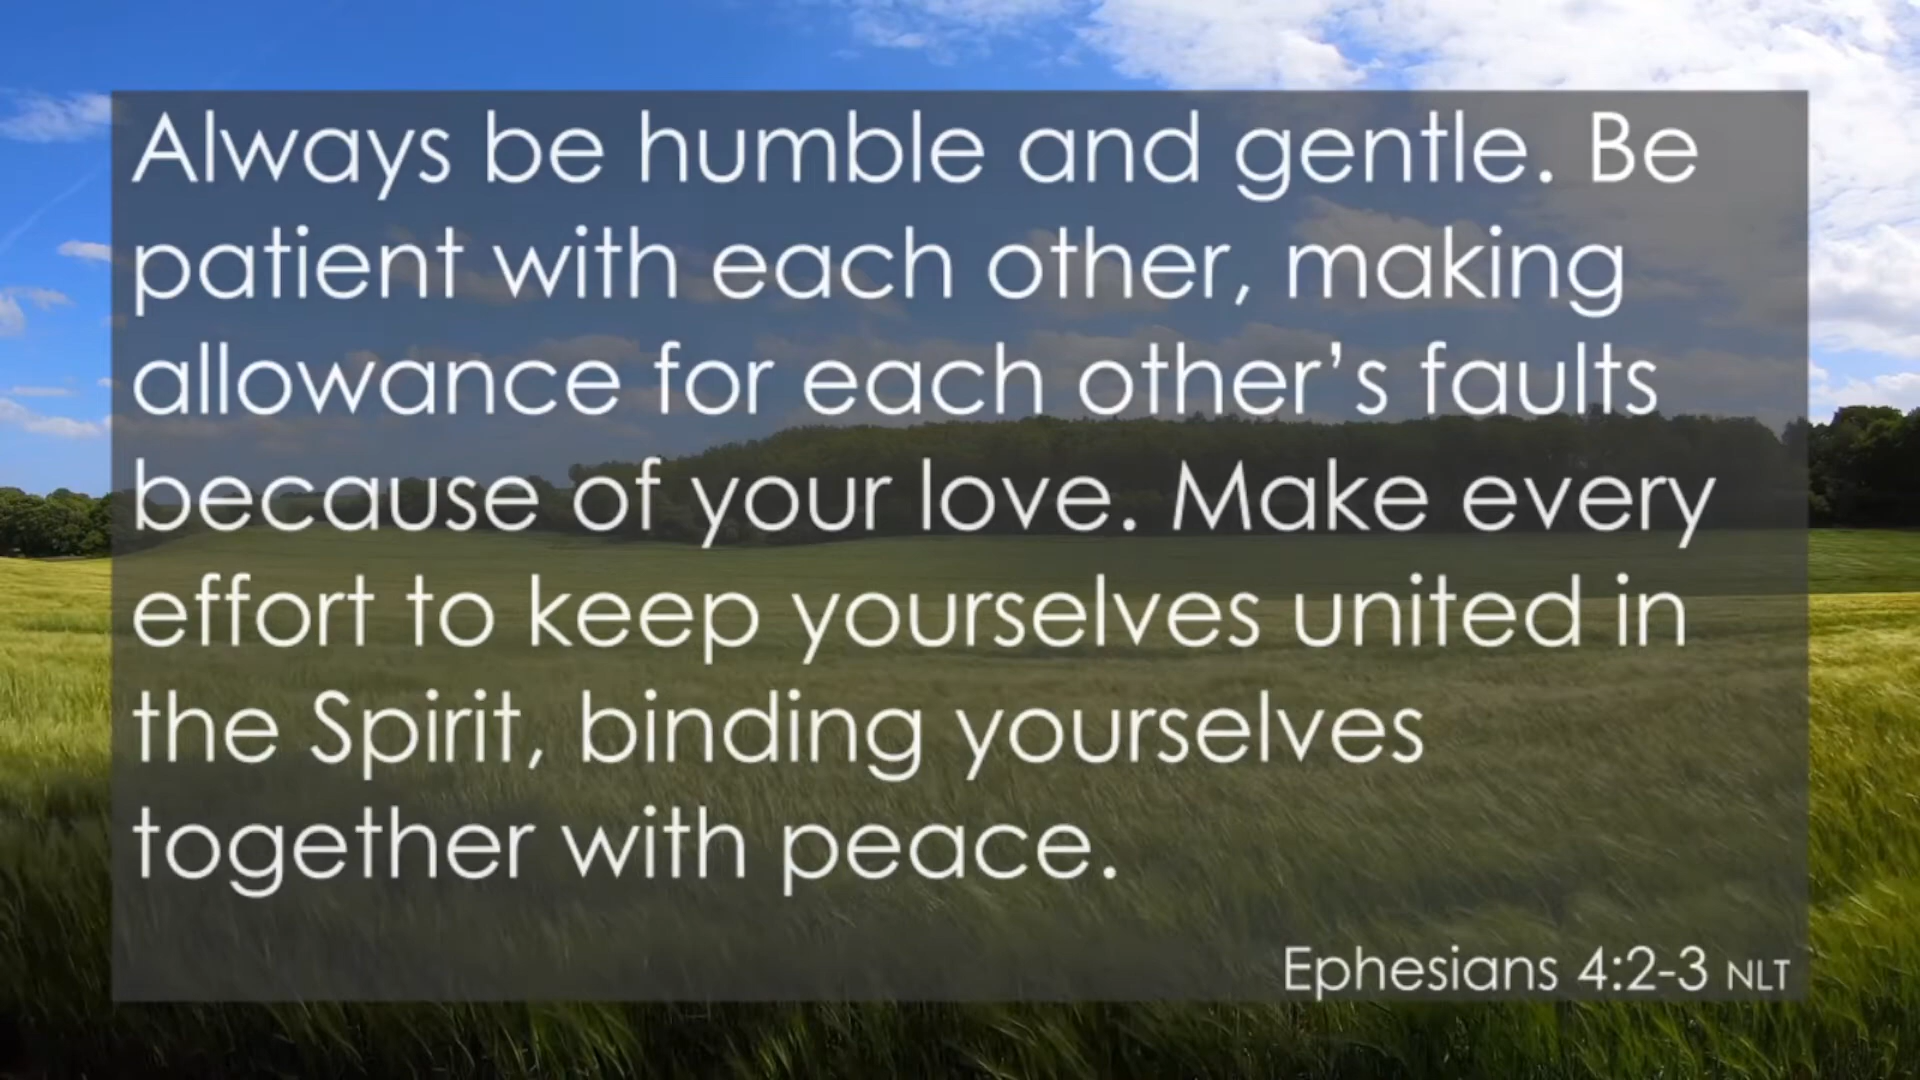 Always be humble and gentle. Be
patient with each other, making
allowance for each other’s faults
because of your love. Make every
effort to keep yourselves united in
the Spirit, binding yourselves
together with peace.
Ephesians 4:2-3 NLT